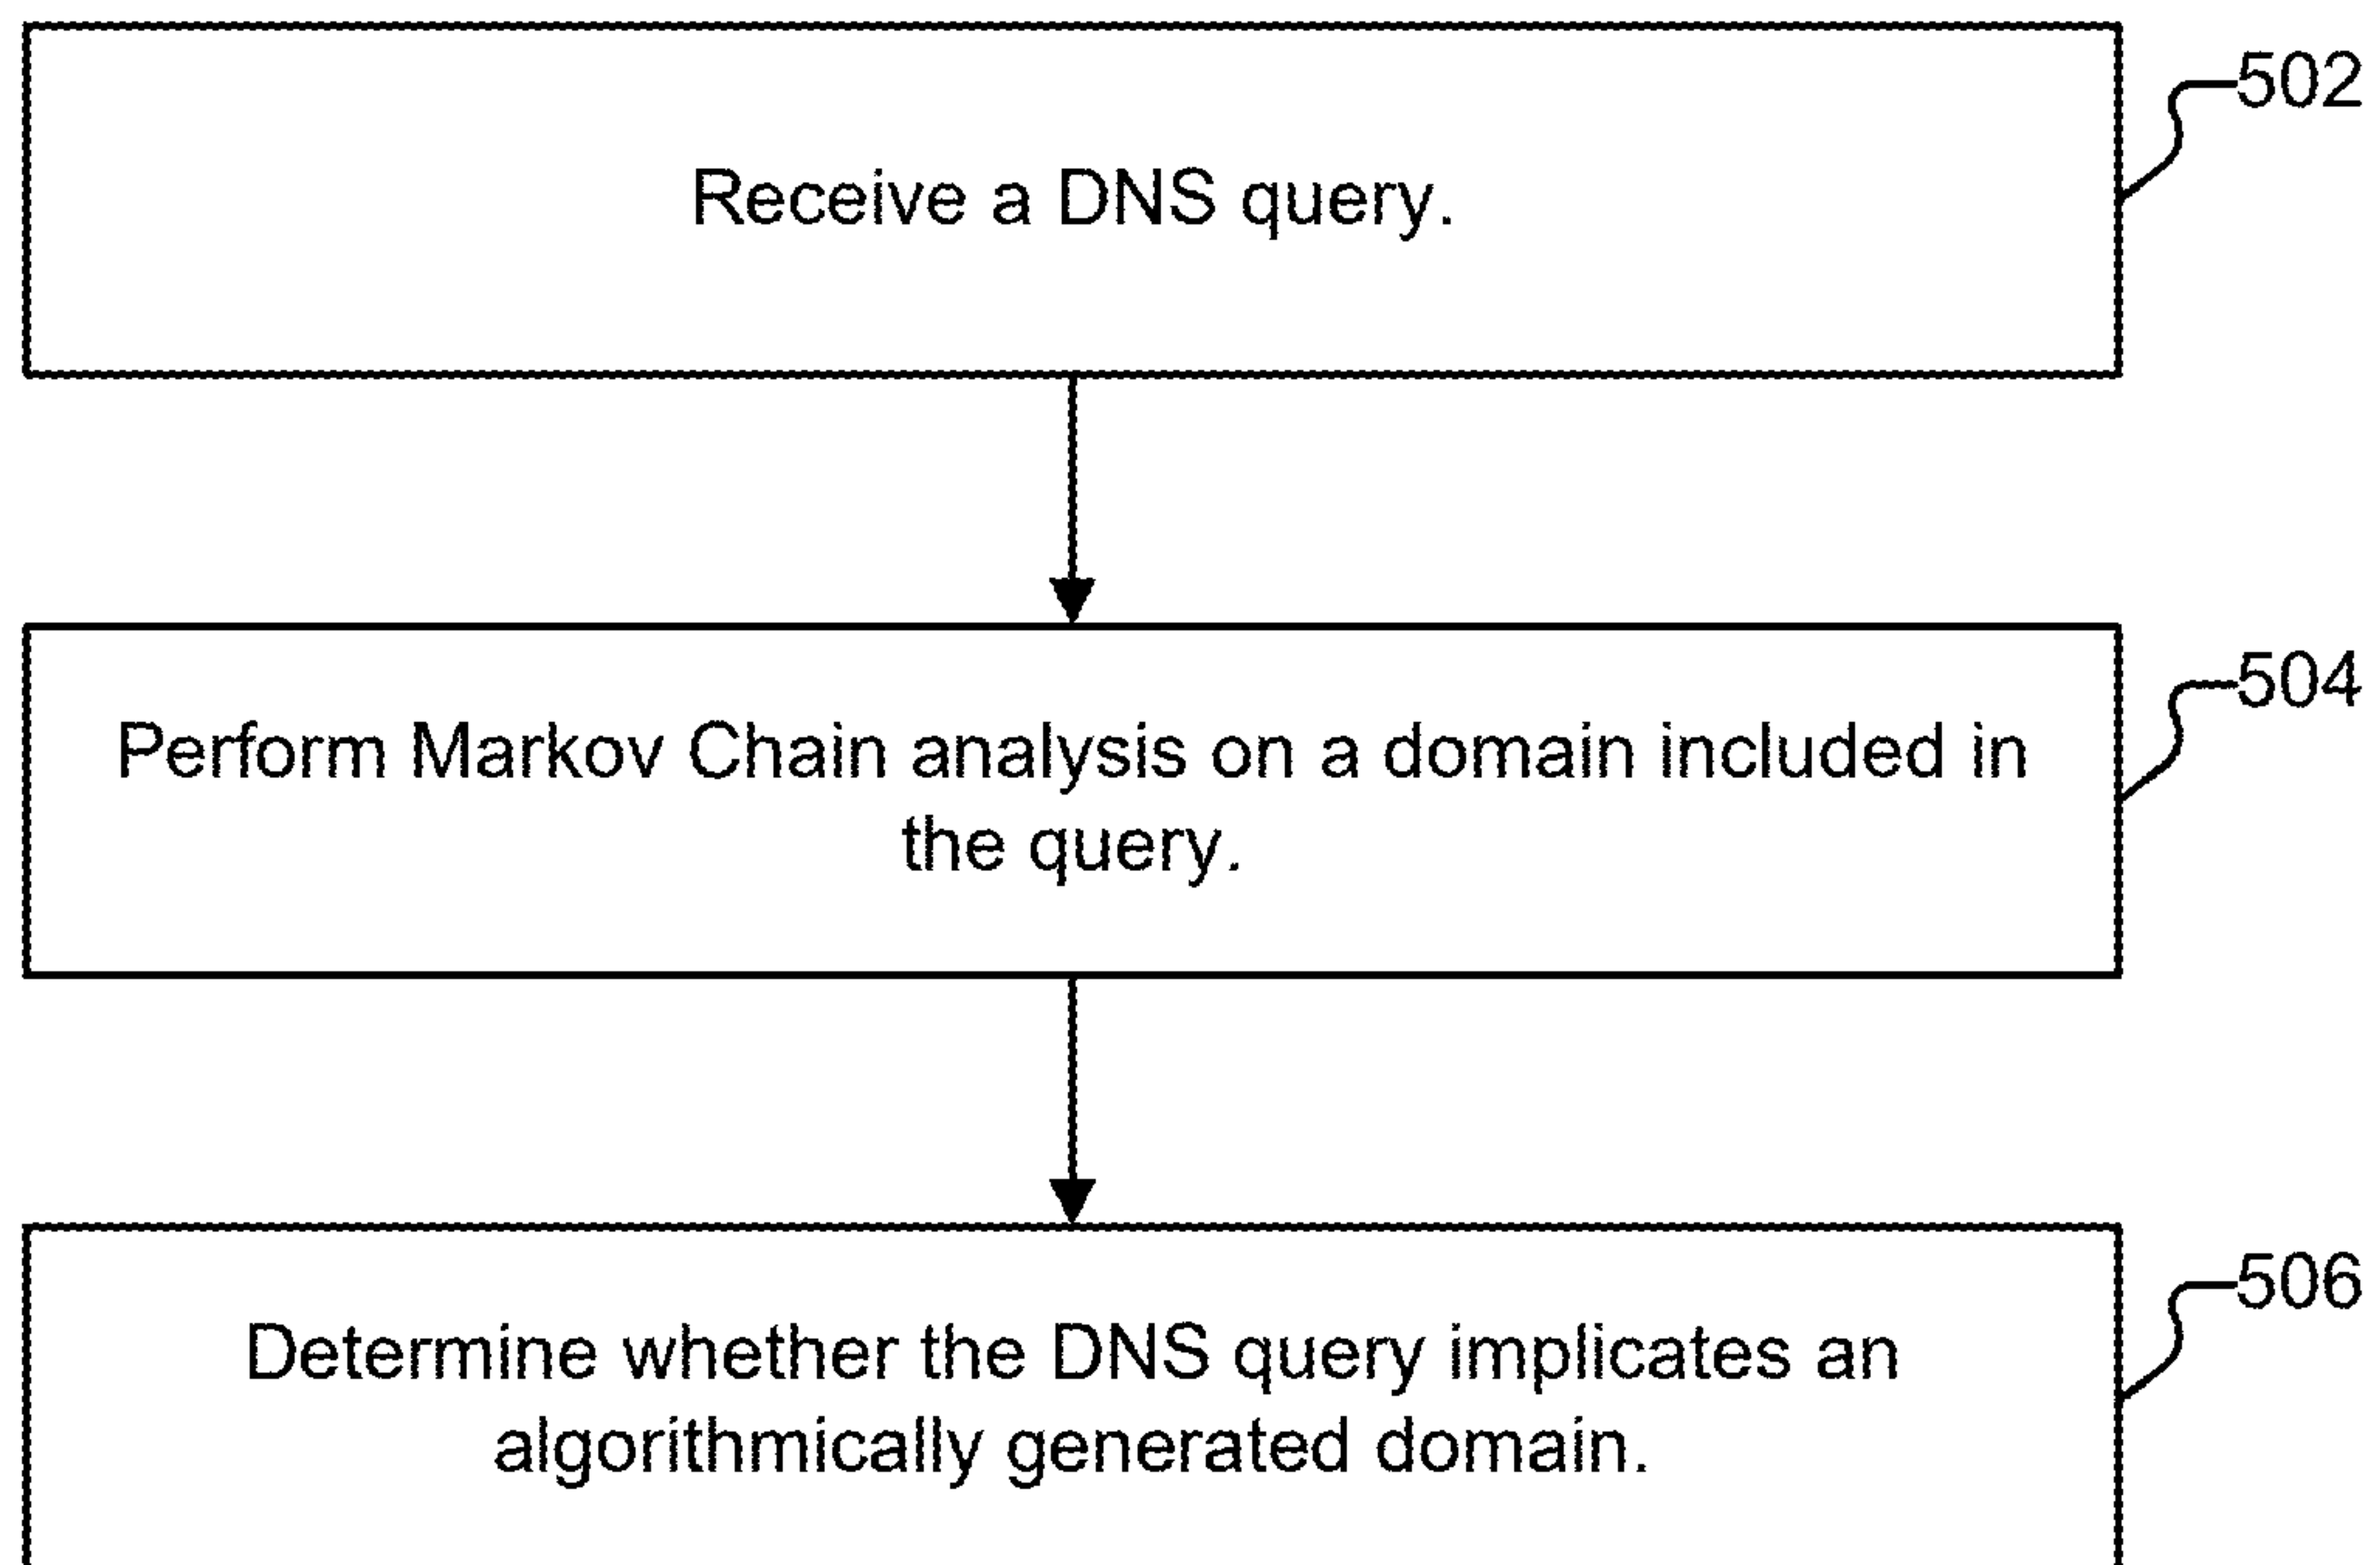 Receive a DNS query.
502
Perform Markov Chain analysis on a domain included in
the query.
504
Determine whether the DNS query implicates an
algorithmically generated domain.
506